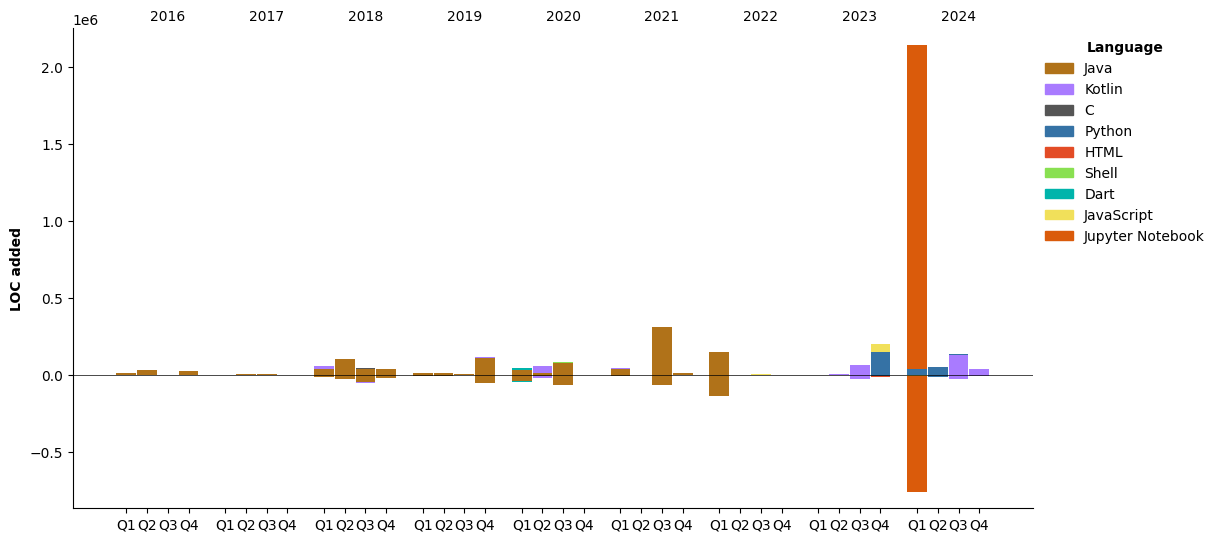 1e6
2016 2017 2018 2019 2020 2021 2022 2023 2024
LOC added
2.0
1.5
1.0
0.5
0.0
−0.5
Q1 Q2 Q3 Q4 Q1 Q2 Q3 Q4 Q1 Q2 Q3 Q4 Q1 Q2 Q3 Q4 Q1 Q2 Q3 Q4 Q1 Q2 Q3 Q4 Q1 Q2 Q3 Q4 Q1 Q2 Q3 Q4 Q1 Q2 Q3 Q4
Language
Java
Kotlin
C
Python
HTML
Shell
Dart
JavaScript
Jupyter Notebook